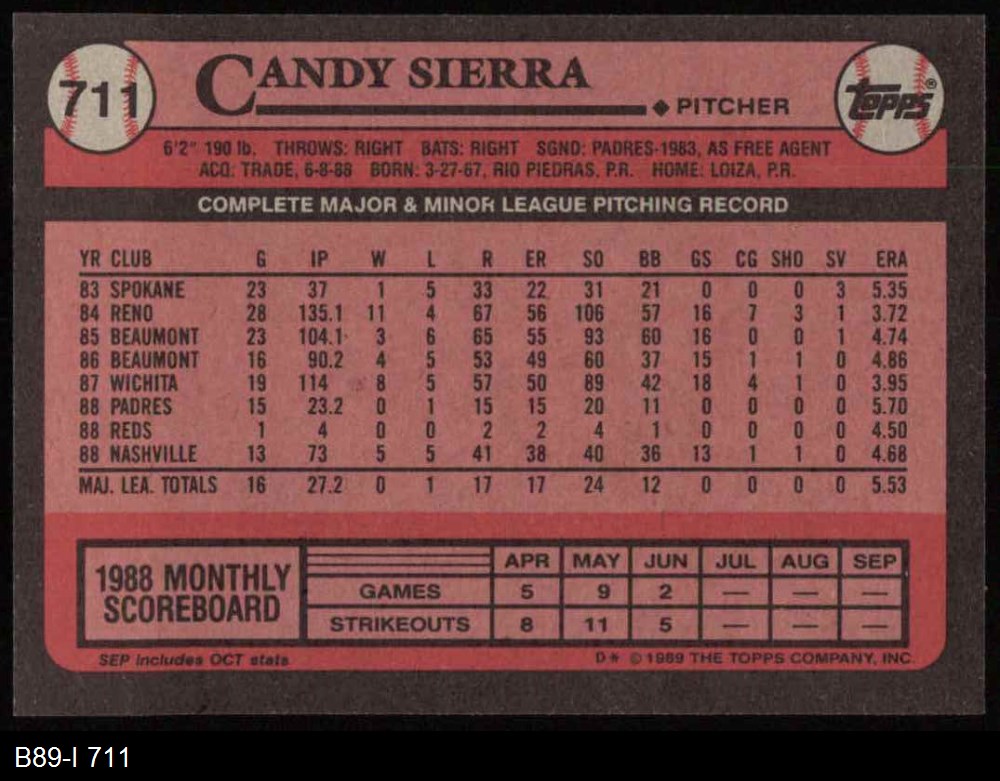 711
CANDY SIERRA
◆ PITCHER
topps®
6'2" 190 lb. THROWS: RIGHT BATS: RIGHT SGND: PADRES-1983, AS FREE AGENT
ACQ: TRADE, 6-8-88 BORN: 3-27-67, RIO PIEDRAS, P.R. HOME: LOIZA, P.R.
COMPLETE MAJOR & MINOR LEAGUE PITCHING RECORD
YR CLUB G IP W L R ER SO BB GS CG SHO SV ERA
83 SPOKANE 23 37 1 5 33 22 31 21 0 0 0 3 5.35
84 RENO 28 135.1 11 4 67 56 106 57 16 7 3 1 3.72
85 BEAUMONT 23 104.1 3 6 65 55 93 60 16 0 0 1 4.74
86 BEAUMONT 16 90.2 4 5 53 49 60 37 15 1 1 0 4.86
87 WICHITA 19 114 8 5 57 50 89 42 18 4 1 0 3.95
88 PADRES 15 23.2 0 1 15 15 20 11 0 0 0 0 5.70
88 REDS 1 4 0 0 2 2 4 1 0 0 0 0 4.50
88 NASHVILLE 13 73 5 5 41 38 40 36 13 1 1 0 4.68
MAJ. LEA. TOTALS 16 27.2 0 1 17 17 24 12 0 0 0 0 5.53
1988 MONTHLY
SCOREBOARD
APR MAY JUN JUL AUG SEP
GAMES 5 9 2 — — —
STRIKEOUTS 8 11 5 — — —
SEP includes OCT stats
D* © 1989 THE TOPPS COMPANY, INC.
B89-I 711